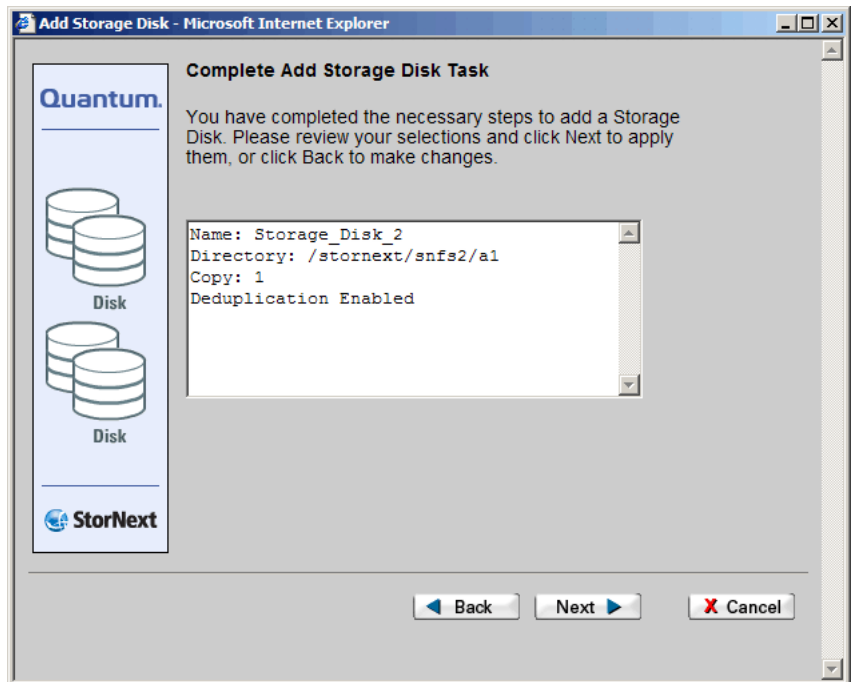 Add Storage Disk - Microsoft Internet Explorer
Quantum.
Complete Add Storage Disk Task
You have completed the necessary steps to add a Storage
Disk. Please review your selections and click Next to apply
them, or click Back to make changes.
Name: Storage_Disk_2
Directory: /stornext/snfs2/a1
Copy: 1
Deduplication Enabled
Disk
Disk
StorNext
Back
Next
X Cancel